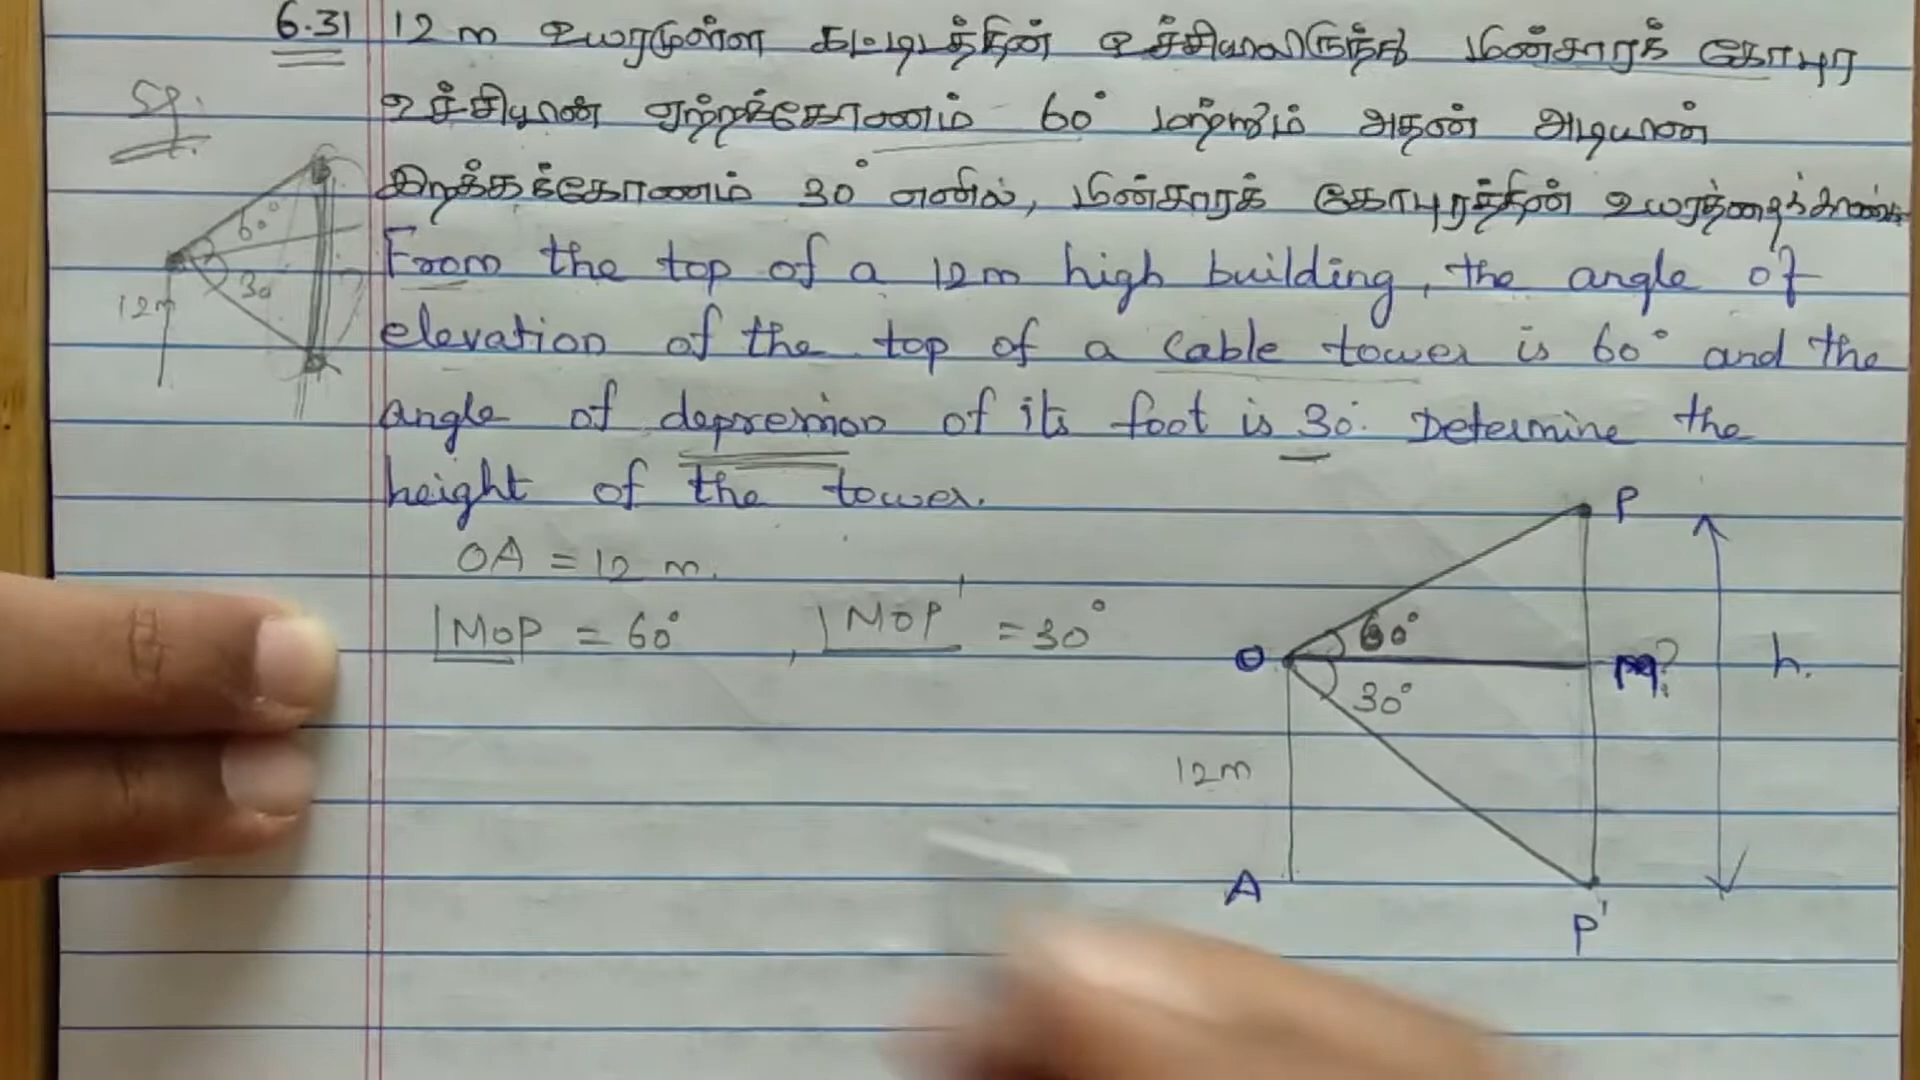 6.31 12 m உயரமுள்ள கட்டிடத்தின் உச்சியிலிருந்து மின்சாரக் கோபுர
உச்சியின் ஏற்றக்கோணம் 60° மற்றும் அதன் அடியின்
இறக்கக்கோணம் 30° எனில், மின்சாரக் கோபுரத்தின் உயரத்தைக் காண்க
From the top of a 12m high building, the angle of
elevation of the top of a cable tower is 60° and the
angle of depression of its foot is 30°. Determine the
height of the tower.
60°
30
12m
OA = 12 m.
∠MOP = 60°, ∠MOP' = 30°
P
60°
O
M
h.
30°
12m
A
P'